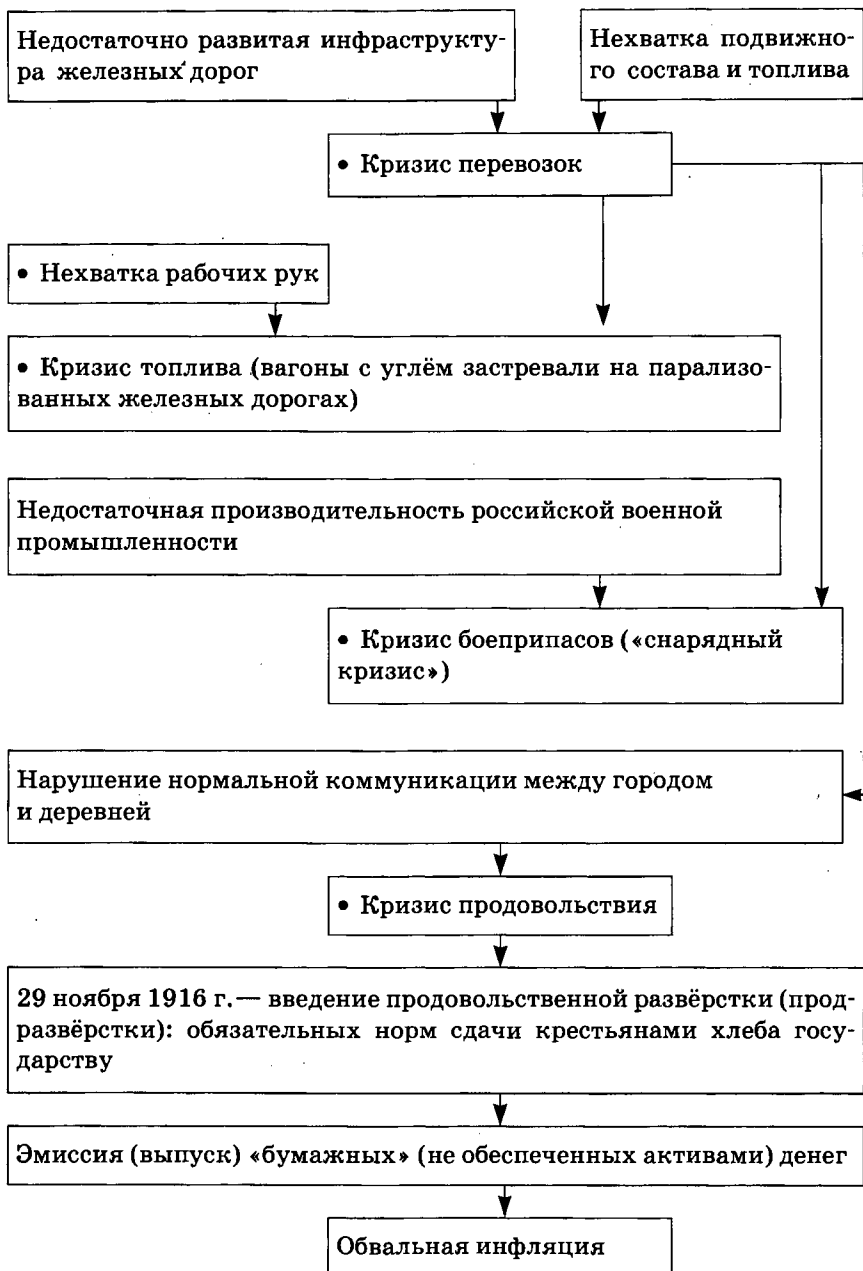 Недостаточно развитая инфраструкту-
ра железных дорог
Нехватка подвижно-
го состава и топлива
• Кризис перевозок
• Нехватка рабочих рук
• Кризис топлива (вагоны с углём застревали на парализо-
ванных железных дорогах)
Недостаточная производительность российской военной
промышленности
• Кризис боеприпасов («снарядный
кризис»)
Нарушение нормальной коммуникации между городом
и деревней
• Кризис продовольствия
29 ноября 1916 г.— введение продовольственной развёрстки (прод-
развёрстки): обязательных норм сдачи крестьянами хлеба госу-
дарству
Эмиссия (выпуск) «бумажных» (не обеспеченных активами) денег
Обвальная инфляция